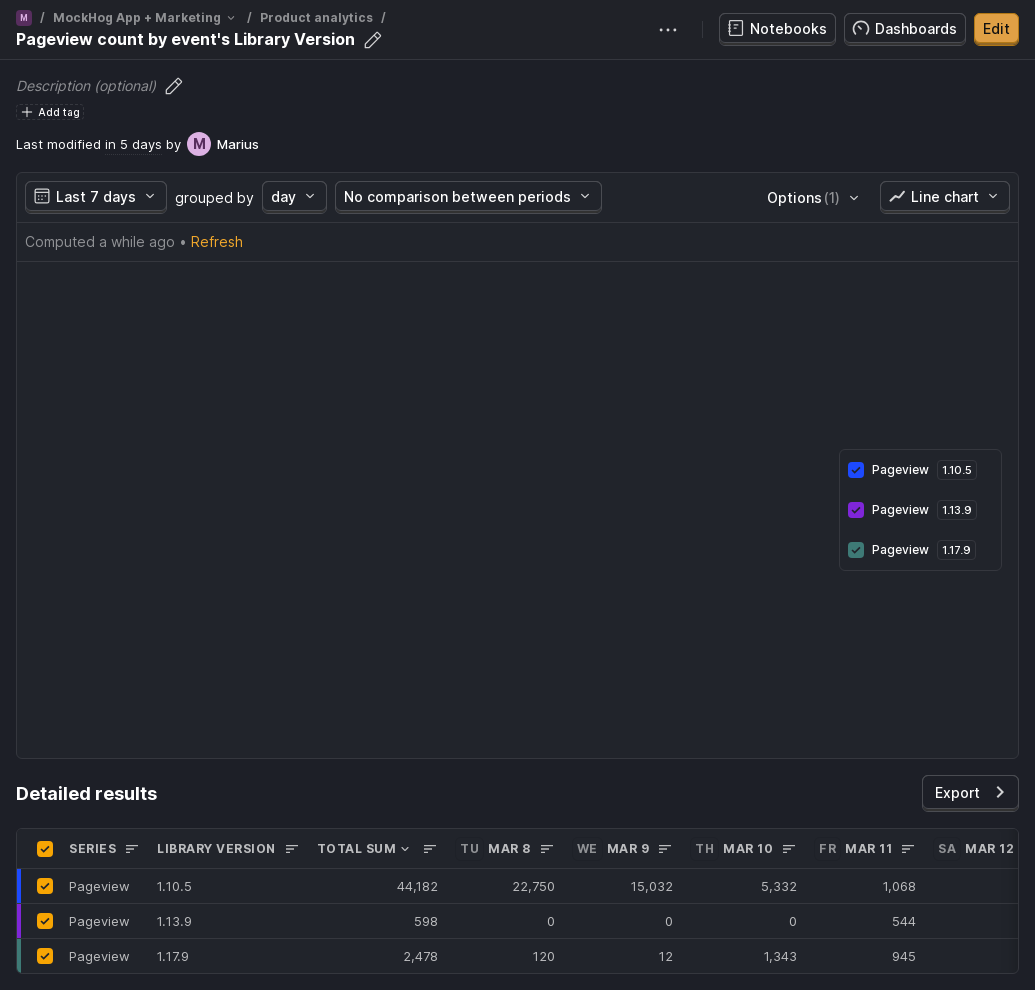 M / MockHog App + Marketing / Product analytics /
Pageview count by event's Library Version
Notebooks Dashboards Edit
Description (optional)
Add tag
Last modified in 5 days by M Marius
Last 7 days grouped by day No comparison between periods Options (1) Line chart
Computed a while ago • Refresh
Pageview 1.10.5
Pageview 1.13.9
Pageview 1.17.9
Detailed results Export
SERIES LIBRARY VERSION TOTAL SUM TU MAR 8 WE MAR 9 TH MAR 10 FR MAR 11 SA MAR 12
Pageview 1.10.5 44,182 22,750 15,032 5,332 1,068
Pageview 1.13.9 598 0 0 0 544
Pageview 1.17.9 2,478 120 12 1,343 945